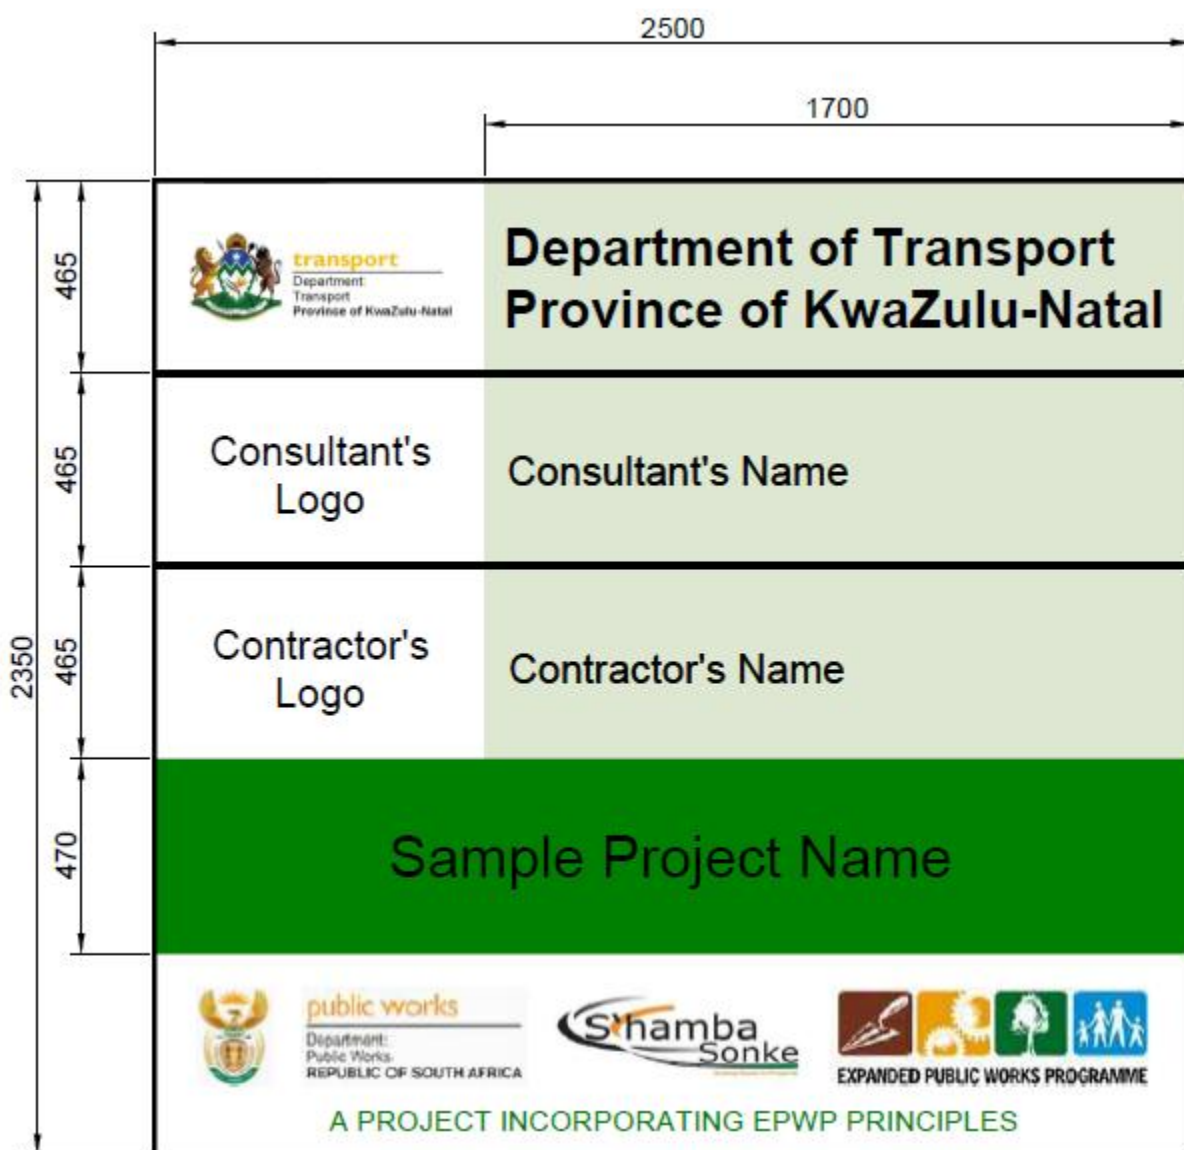 2500
1700
465
transport
Department:
Transport
Province of KwaZulu-Natal
Department of Transport
Province of KwaZulu-Natal
465
Consultant's
Logo
Consultant's Name
2350
465
Contractor's
Logo
Contractor's Name
470
Sample Project Name
public works
Department:
Public Works
REPUBLIC OF SOUTH AFRICA
S'hamba
Sonke
EXPANDED PUBLIC WORKS PROGRAMME
A PROJECT INCORPORATING EPWP PRINCIPLES